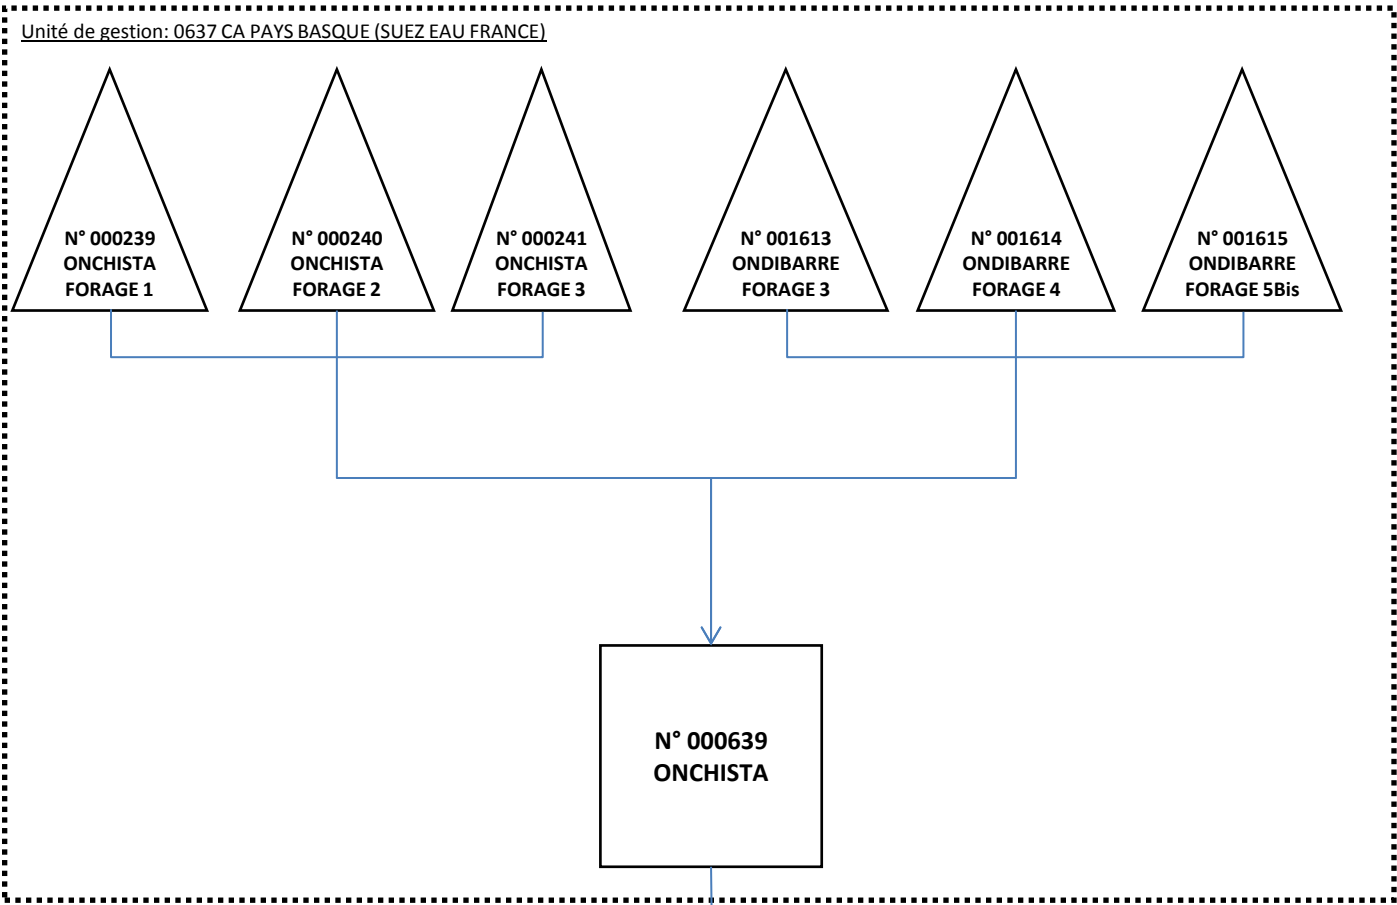 Unité de gestion: 0637 CA PAYS BASQUE (SUEZ EAU FRANCE)
N° 000239
ONCHISTA
FORAGE 1
N° 000240
ONCHISTA
FORAGE 2
N° 000241
ONCHISTA
FORAGE 3
N° 001613
ONDIBARRE
FORAGE 3
N° 001614
ONDIBARRE
FORAGE 4
N° 001615
ONDIBARRE
FORAGE 5Bis
N° 000639
ONCHISTA